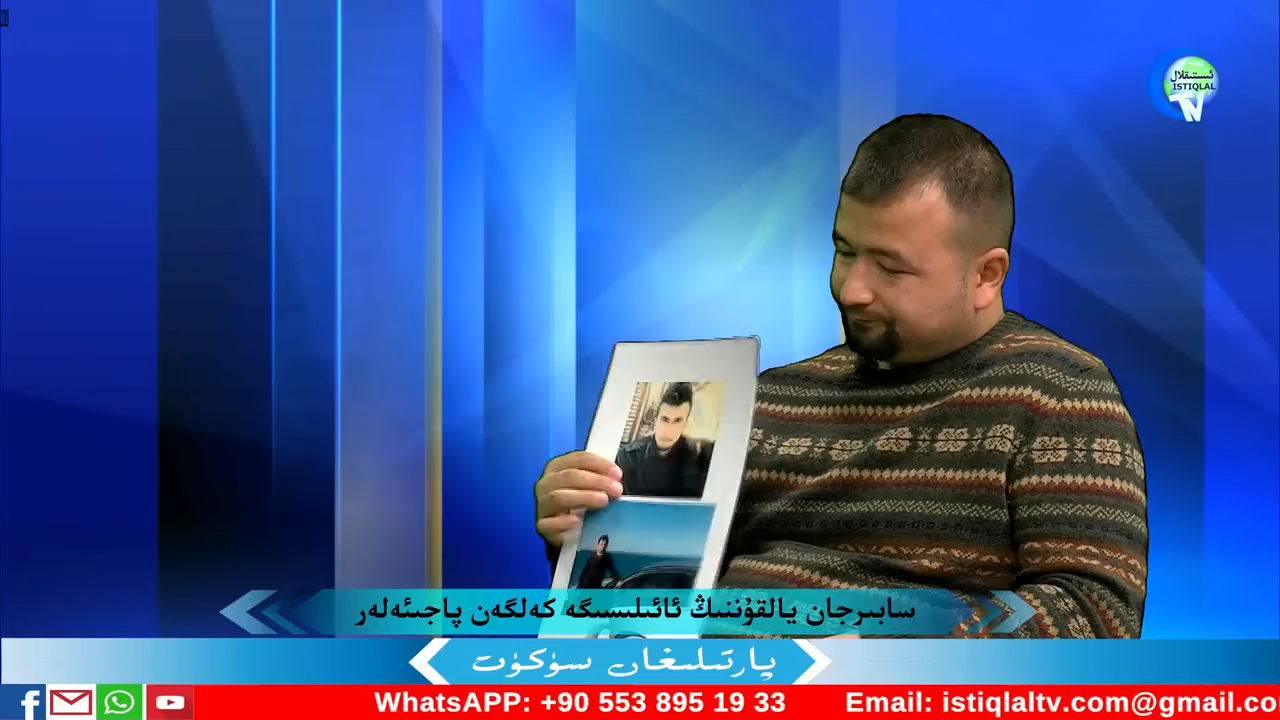 ئىستىقلال
ISTIQLAL
TV
سابىرجان يالقۇننىڭ ئائىلىسىگە كەلگەن پاجىئەلەر
پارتىلىغان سۈكۈت
WhatsAPP: +90 553 895 19 33 Email: istiqlaltv.com@gmail.co